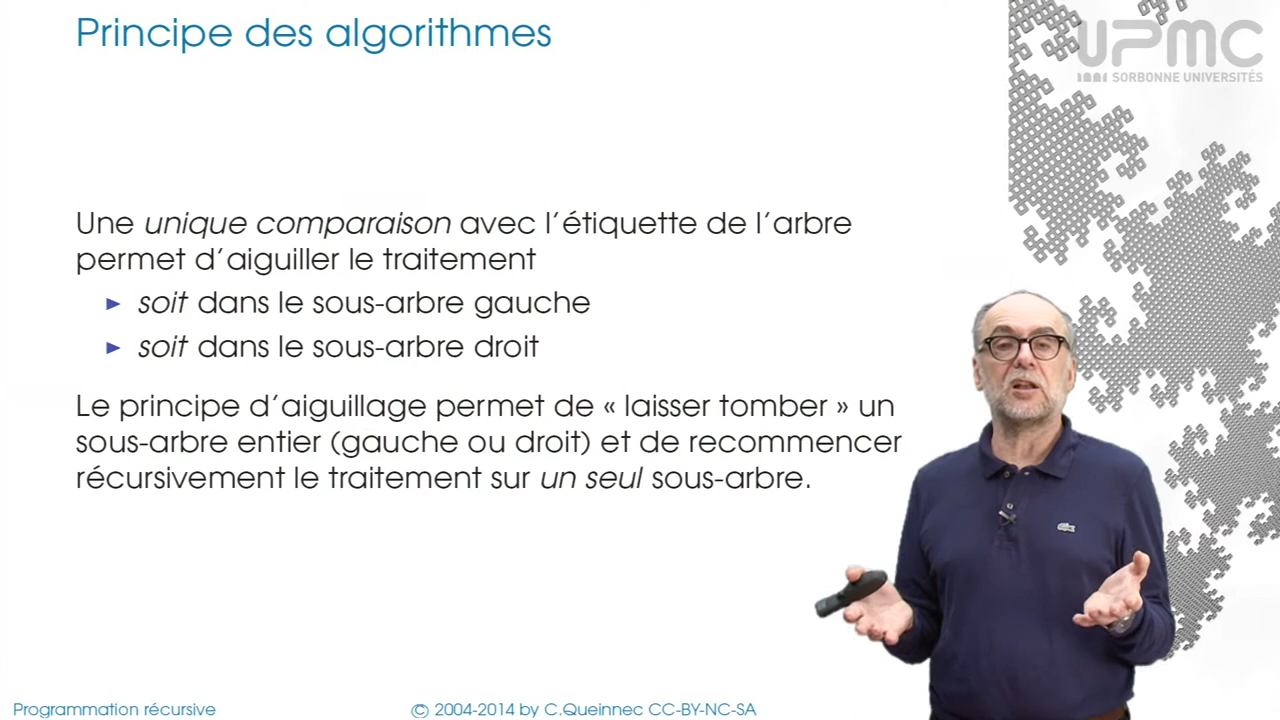 Principe des algorithmes
UPMC
SORBONNE UNIVERSITÉS
Une unique comparaison avec l'étiquette de l'arbre
permet d'aiguiller le traitement
► soit dans le sous-arbre gauche
► soit dans le sous-arbre droit
Le principe d'aiguillage permet de « laisser tomber » un
sous-arbre entier (gauche ou droit) et de recommencer
récursivement le traitement sur un seul sous-arbre.
Programmation récursive
© 2004-2014 by C.Queinnec CC-BY-NC-SA